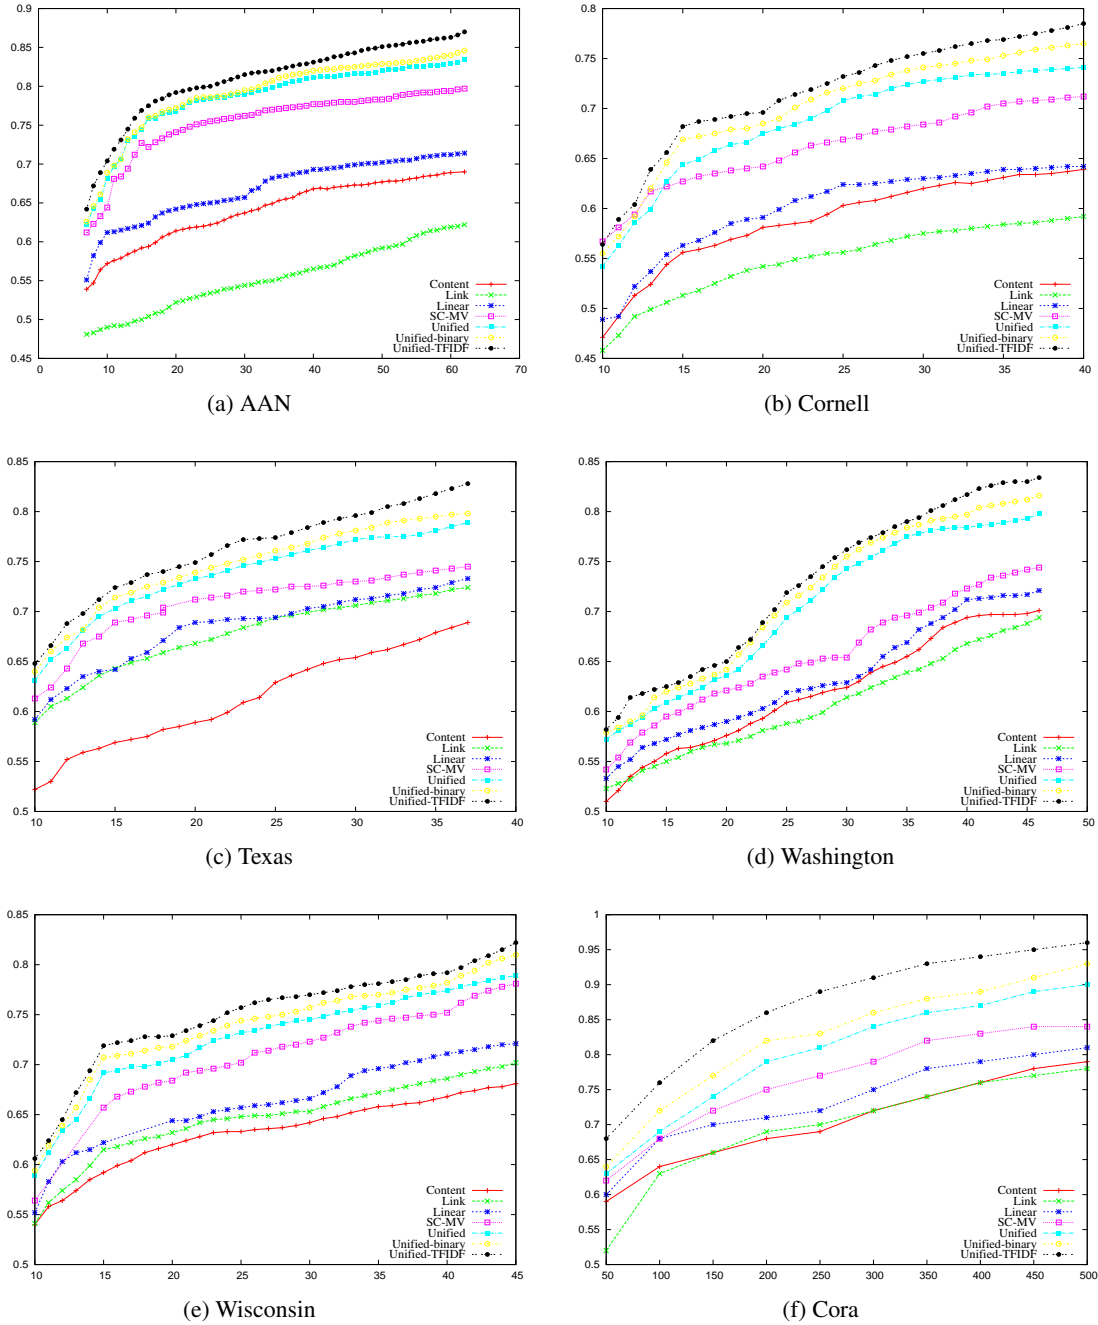 0.9
0.85
0.8
0.75
0.7
0.65
0.6
0.55
0.5
0.45
0 10 20 30 40 50 60 70
Content
Link
Linear
SC-MV
Unified
Unified-binary
Unified-TFIDF
(a) AAN
0.8
0.75
0.7
0.65
0.6
0.55
0.5
0.45
10 15 20 25 30 35 40
Content
Link
Linear
SC-MV
Unified
Unified-binary
Unified-TFIDF
(b) Cornell
0.85
0.8
0.75
0.7
0.65
0.6
0.55
0.5
10 15 20 25 30 35 40
Content
Link
Linear
SC-MV
Unified
Unified-binary
Unified-TFIDF
(c) Texas
0.85
0.8
0.75
0.7
0.65
0.6
0.55
0.5
10 15 20 25 30 35 40 45 50
Content
Link
Linear
SC-MV
Unified
Unified-binary
Unified-TFIDF
(d) Washington
0.85
0.8
0.75
0.7
0.65
0.6
0.55
0.5
10 15 20 25 30 35 40 45
Content
Link
Linear
SC-MV
Unified
Unified-binary
Unified-TFIDF
(e) Wisconsin
1
0.95
0.9
0.85
0.8
0.75
0.7
0.65
0.6
0.55
0.5
50 100 150 200 250 300 350 400 450 500
Content
Link
Linear
SC-MV
Unified
Unified-binary
Unified-TFIDF
(f) Cora